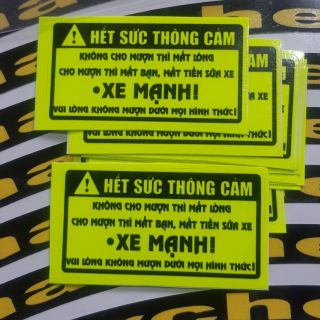 HẾT SỨC THÔNG CẢM
KHÔNG CHO MƯỢN THÌ MẤT LÒNG
CHO MƯỢN THÌ MẤT BẠN, MẤT TIỀN SỬA XE
•XE MẠNH!
VUI LÒNG KHÔNG MƯỢN DƯỚI MỌI HÌNH THỨC!
HẾT SỨC THÔNG CẢM
KHÔNG CHO MƯỢN THÌ MẤT LÒNG
CHO MƯỢN THÌ MẤT BẠN, MẤT TIỀN SỬA XE
•XE MẠNH!
VUI LÒNG KHÔNG MƯỢN DƯỚI MỌI HÌNH THỨC!